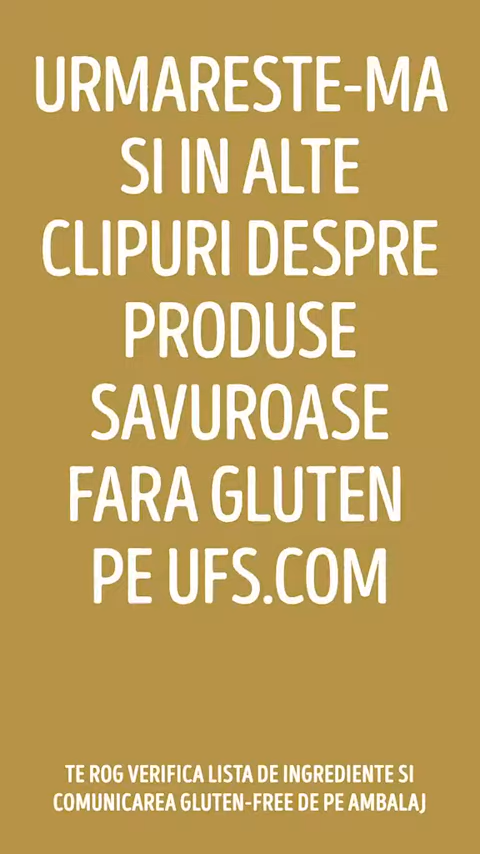 URMARESTE-MA
SI IN ALTE
CLIPURI DESPRE
PRODUSE
SAVUROASE
FARA GLUTEN
PE UFS.COM
TE ROG VERIFICA LISTA DE INGREDIENTE SI
COMUNICAREA GLUTEN-FREE DE PE AMBALAJ